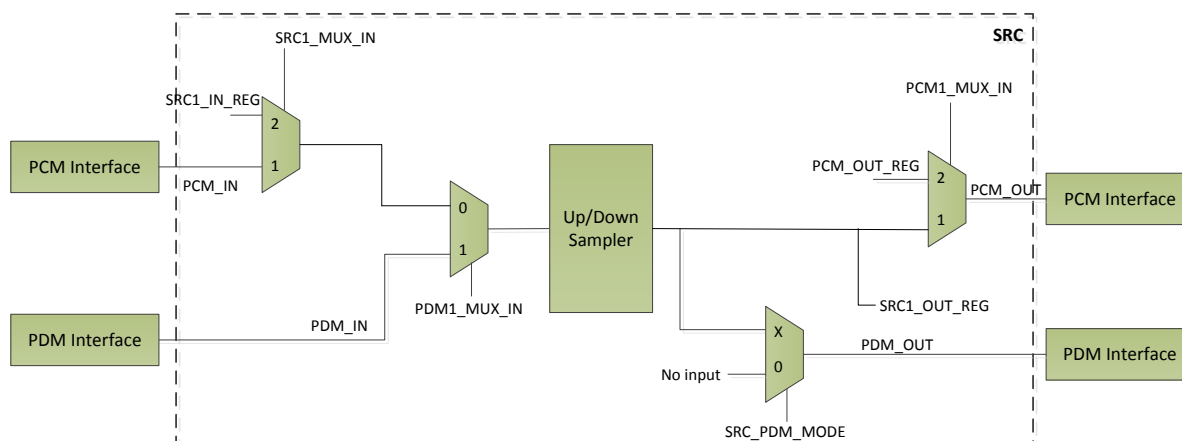 SRC1_MUX_IN
SRC
PCM1_MUX_IN
SRC1_IN_REG
2
PCM Interface
1
PCM_IN
PCM_OUT_REG
2
PCM_OUT
PCM Interface
0
Up/Down
Sampler
1
1
PDM1_MUX_IN
SRC1_OUT_REG
PDM Interface
PDM_IN
X
PDM_OUT
PDM Interface
No input
0
SRC_PDM_MODE